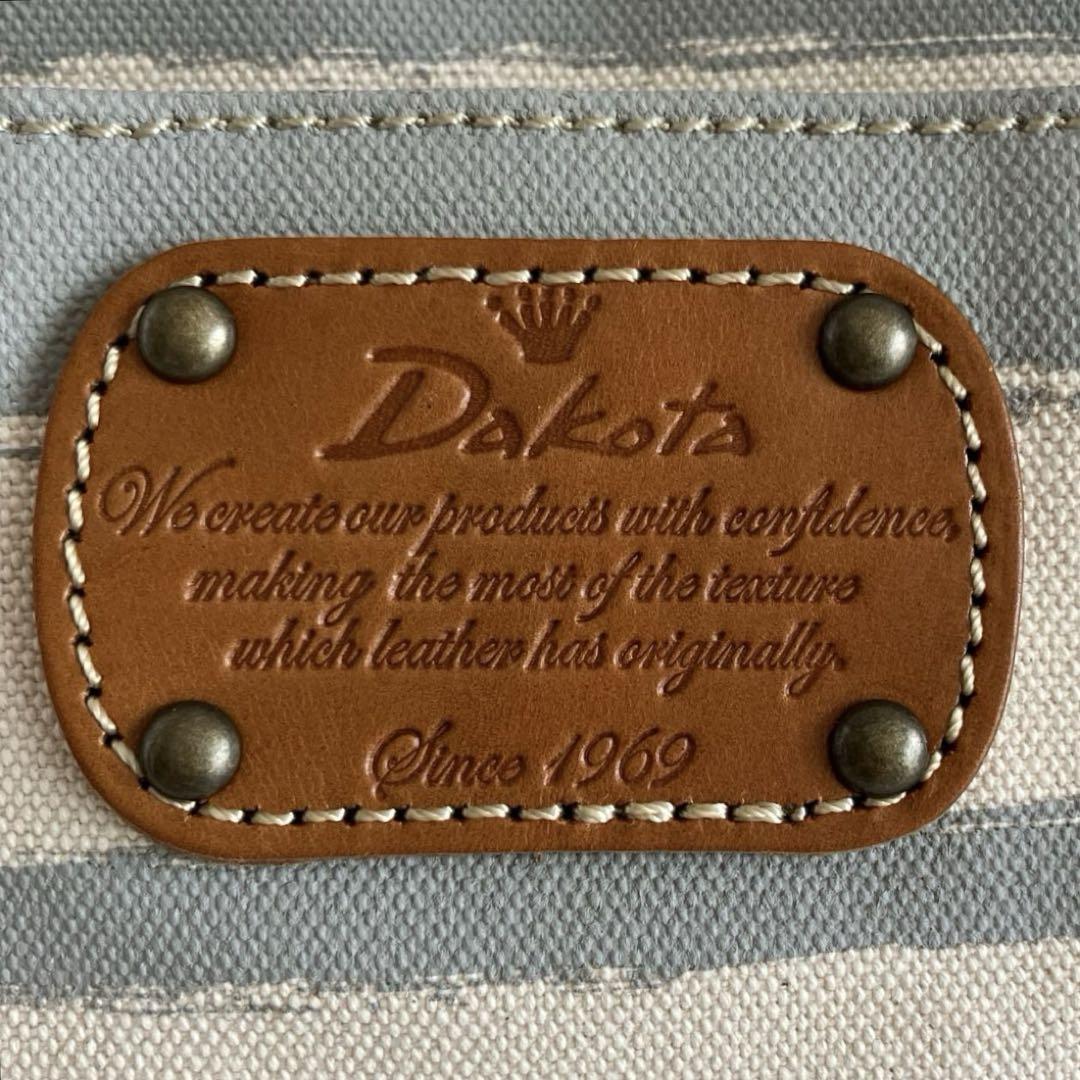 Dakota
We create our products with confidence,
making the most of the texture
which leather has originally.
Since 1969